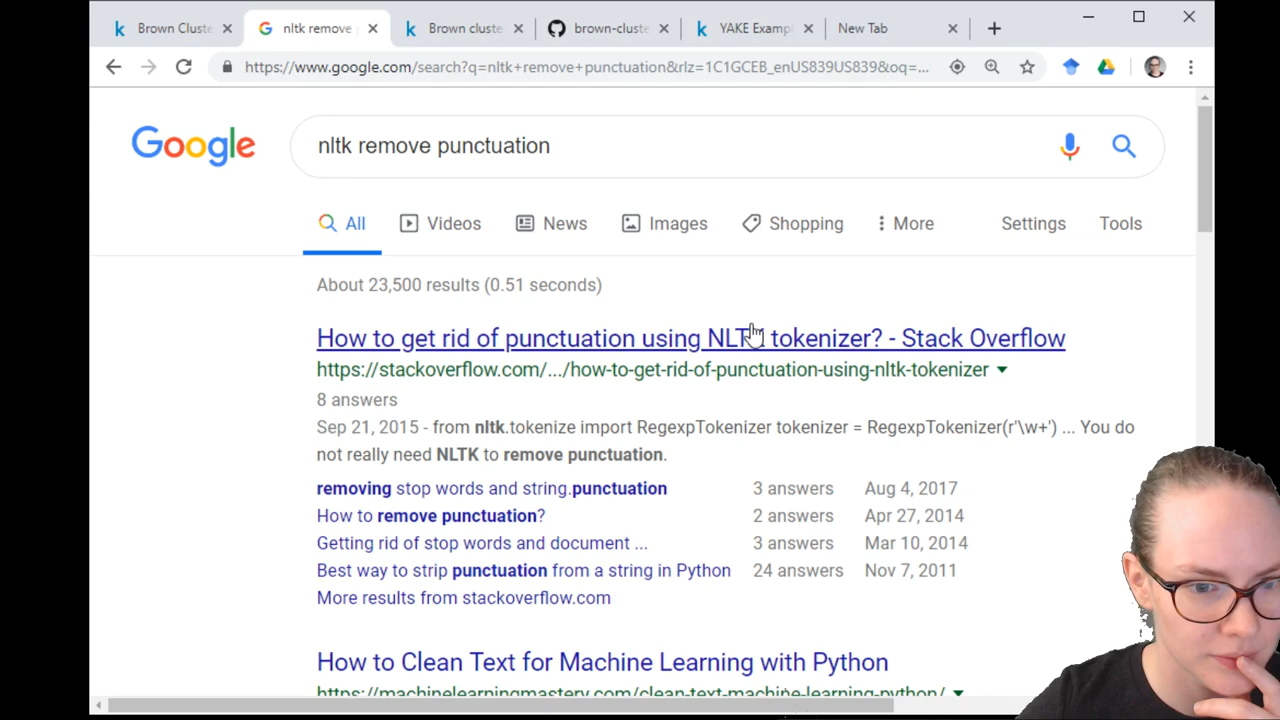 Brown Cluste
nltk remove
Brown cluste
brown-cluste
YAKE Exampl
New Tab
https://www.google.com/search?q=nltk+remove+punctuation&rlz=1C1GCEB_enUS839US839&oq=...
Google
nltk remove punctuation
All
Videos
News
Images
Shopping
More
Settings
Tools
About 23,500 results (0.51 seconds)
How to get rid of punctuation using NLTK tokenizer? - Stack Overflow
https://stackoverflow.com/.../how-to-get-rid-of-punctuation-using-nltk-tokenizer
8 answers
Sep 21, 2015 - from nltk.tokenize import RegexpTokenizer tokenizer = RegexpTokenizer(r'\w+') ... You do
not really need NLTK to remove punctuation.
removing stop words and string.punctuation 3 answers Aug 4, 2017
How to remove punctuation? 2 answers Apr 27, 2014
Getting rid of stop words and document ... 3 answers Mar 10, 2014
Best way to strip punctuation from a string in Python 24 answers Nov 7, 2011
More results from stackoverflow.com
How to Clean Text for Machine Learning with Python
https://machinelearningmastery.com/clean-text-machine-learning-python/